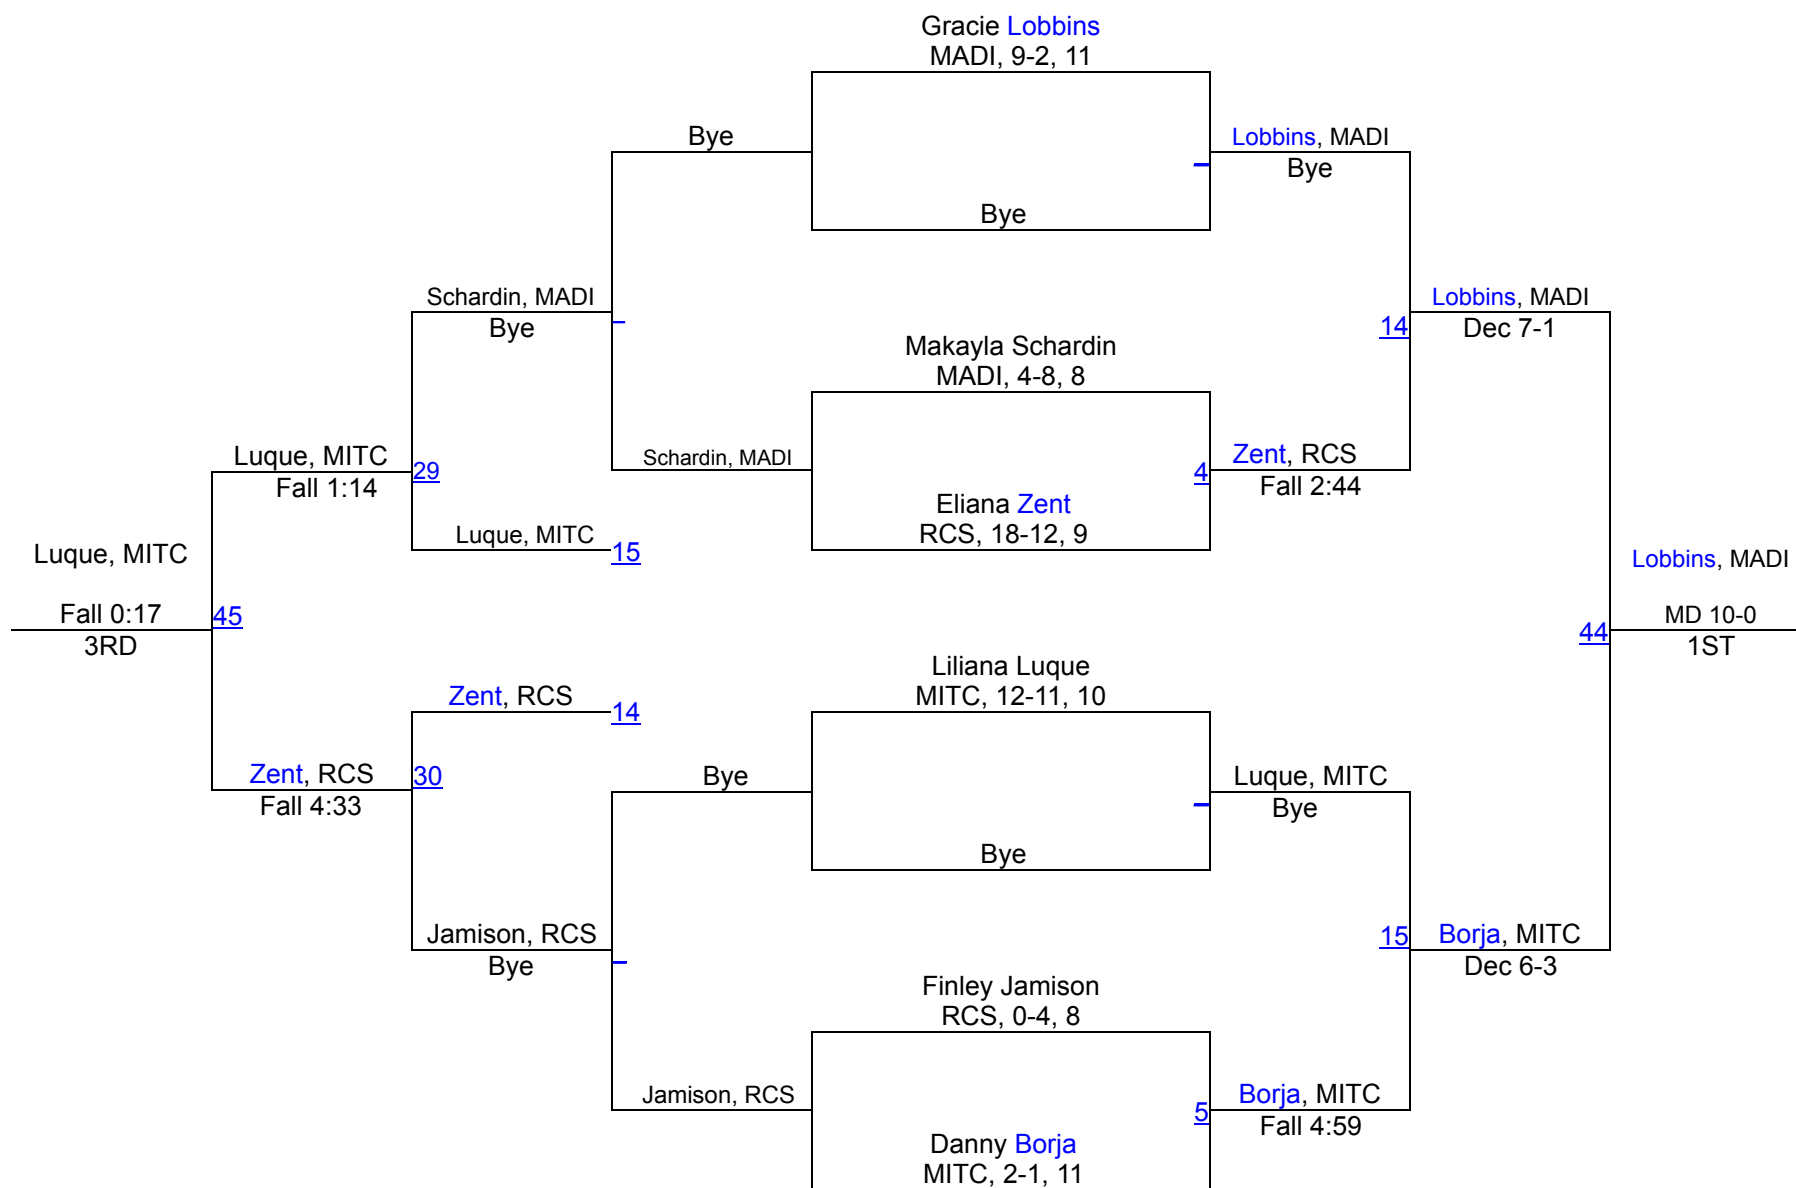 Gracie Lobbins
MADI, 9-2, 11
Bye
Lobbins, MADI
Bye
Bye
Schardin, MADI
Bye
Lobbins, MADI
Dec 7-1
14
Makayla Schardin
MADI, 4-8, 8
Luque, MITC
Fall 1:14
29
Schardin, MADI
4
Zent, RCS
Fall 2:44
Eliana Zent
RCS, 18-12, 9
Luque, MITC
15
Luque, MITC
Fall 0:17
3RD
45
Lobbins, MADI
MD 10-0
1ST
44
Liliana Luque
MITC, 12-11, 10
Zent, RCS
14
Zent, RCS
Fall 4:33
30
Bye
Luque, MITC
Bye
Bye
Jamison, RCS
Bye
15
Borja, MITC
Dec 6-3
Finley Jamison
RCS, 0-4, 8
Jamison, RCS
5
Borja, MITC
Fall 4:59
Danny Borja
MITC, 2-1, 11